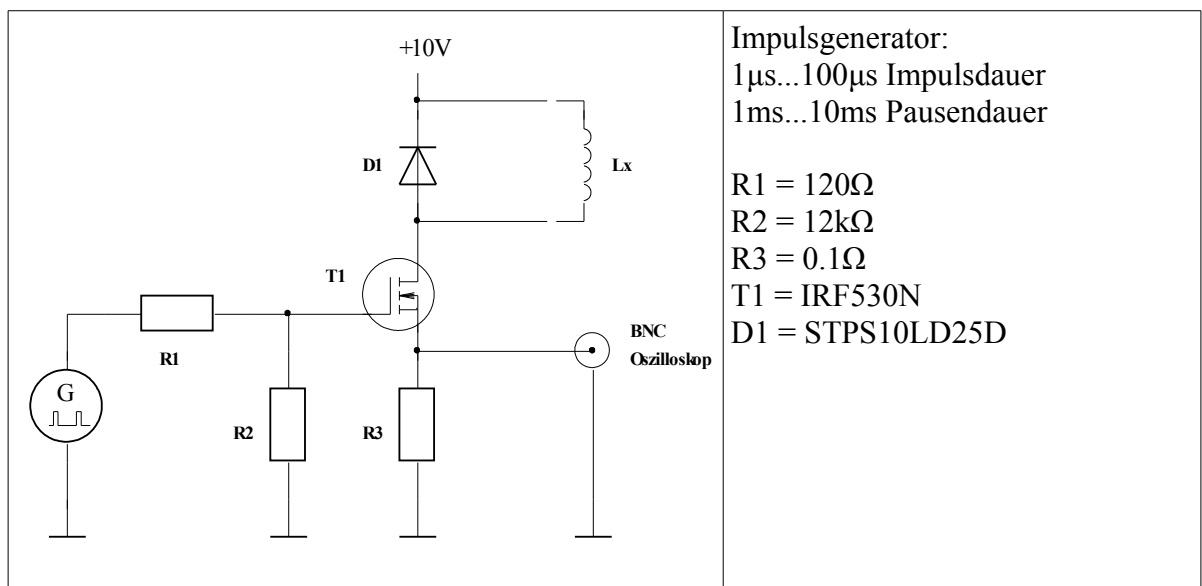 +10V
D1
Lx
T1
R1
BNC
Oszilloskop
G
R2
R3
Impulsgenerator:
1μs...100μs Impulsdauer
1ms...10ms Pausendauer
R1 = 120Ω
R2 = 12kΩ
R3 = 0.1Ω
T1 = IRF530N
D1 = STPS10LD25D